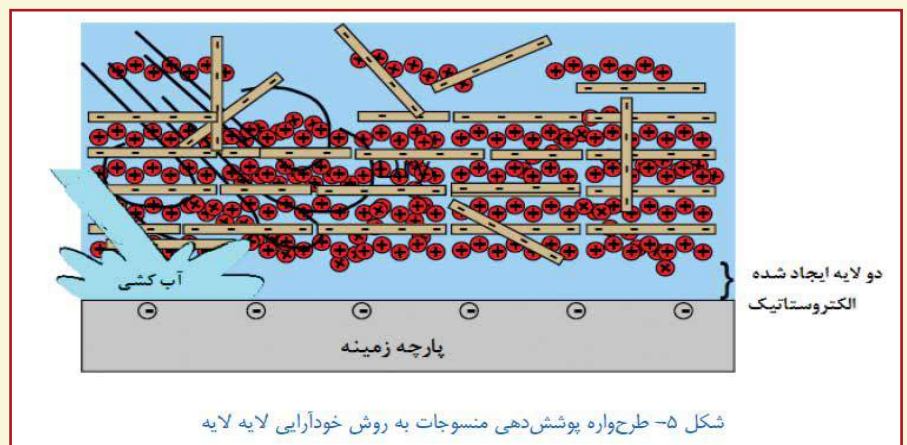 آب کشی
دو لایه ایجاد شده
الکتروستاتیک
پارچه زمینه
شکل ۵- طرح‌واره پوشش‌دهی منسوجات به روش خودآرایی لایه لایه